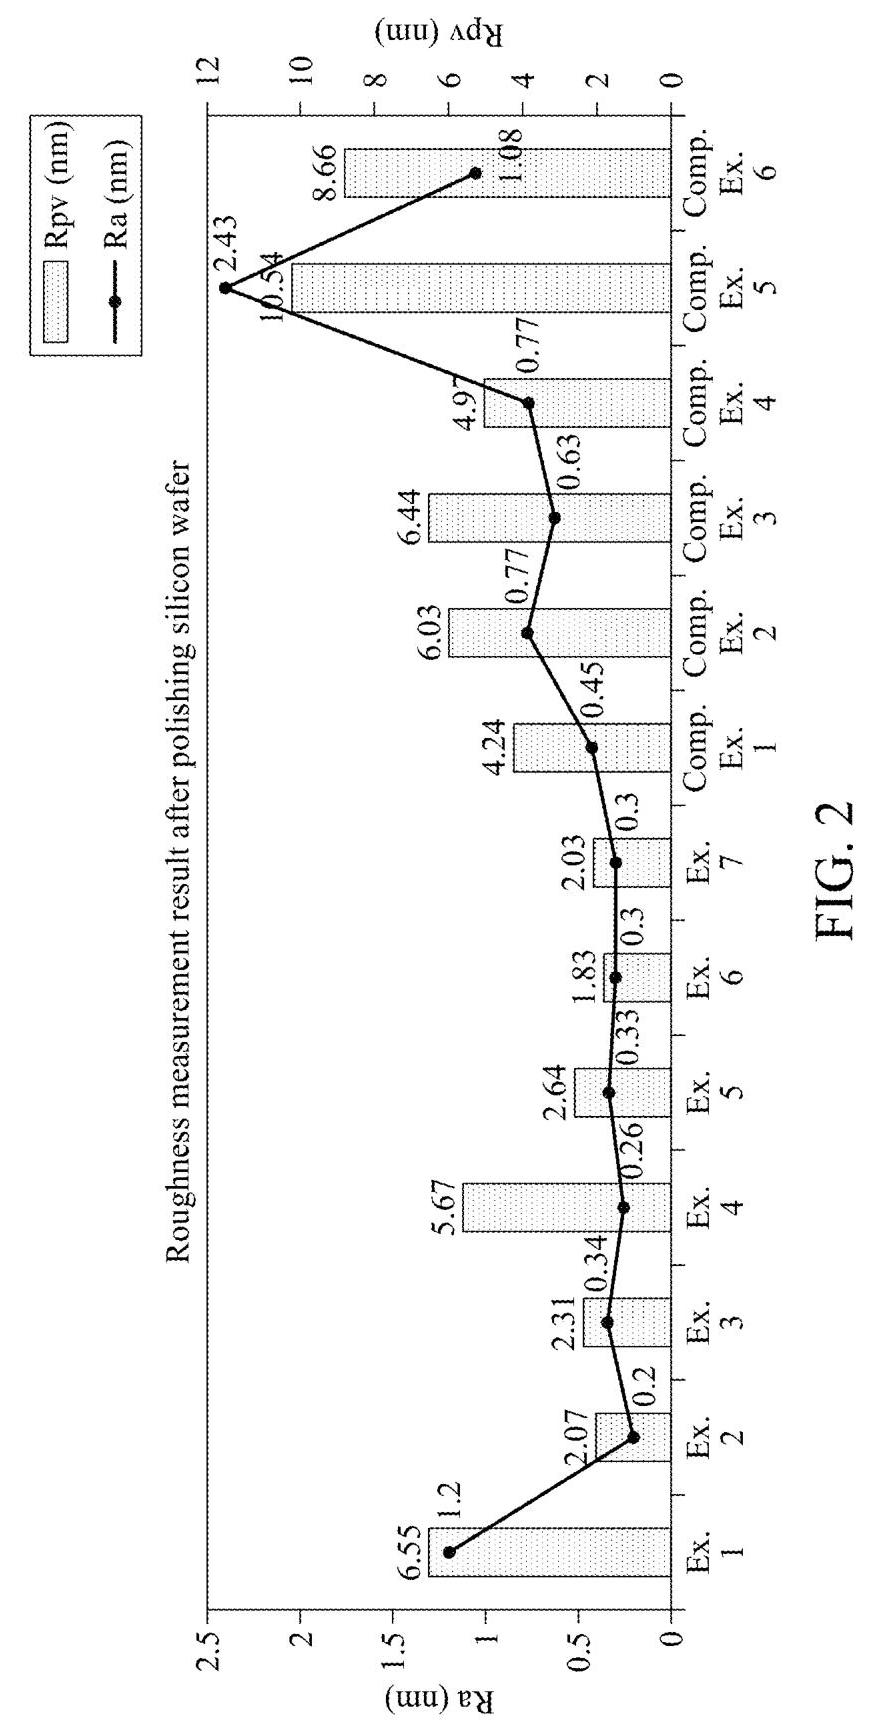 Roughness measurement result after polishing silicon wafer
Rpv (nm)
Ra (nm)
Ra (nm)
2.5
2
1.5
1
0.5
0
Rpv (nm)
12
10
8
6
4
2
0
6.55
1.2
2.07
0.2
2.31
0.34
5.67
0.26
2.64
0.33
1.83
0.3
2.03
0.3
4.24
0.45
6.03
0.77
6.44
0.63
4.97
0.77
10.54
2.43
8.66
1.08
Ex.
1
Ex.
2
Ex.
3
Ex.
4
Ex.
5
Ex.
6
Ex.
7
Comp.
Ex.
1
Comp.
Ex.
2
Comp.
Ex.
3
Comp.
Ex.
4
Comp.
Ex.
5
Comp.
Ex.
6
FIG. 2